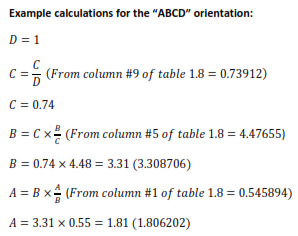 Example calculations for the “ABCD” orientation:
D = 1
C = C/D (From column #9 of table 1.8 = 0.73912)
C = 0.74
B = C × B/C (From column #5 of table 1.8 = 4.47655)
B = 0.74 × 4.48 = 3.31 (3.308706)
A = B × A/B (From column #1 of table 1.8 = 0.545894)
A = 3.31 × 0.55 = 1.81 (1.806202)